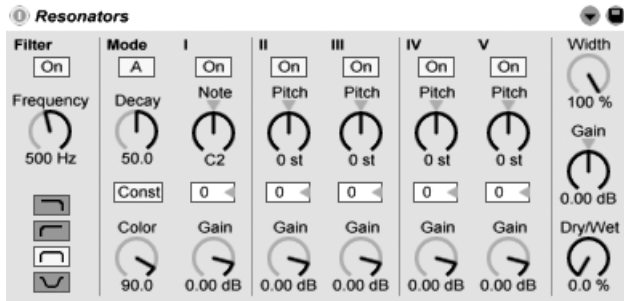 Resonators
Filter Mode I II III IV V Width
On A On On On On On
Frequency Decay Note Pitch Pitch Pitch Pitch 100 %
500 Hz 50.0 C2 0 st 0 st 0 st 0 st Gain
Const 0 0 0 0 0 0.00 dB
Color Gain Gain Gain Gain Gain Dry/Wet
90.0 0.00 dB 0.00 dB 0.00 dB 0.00 dB 0.00 dB 0.0 %